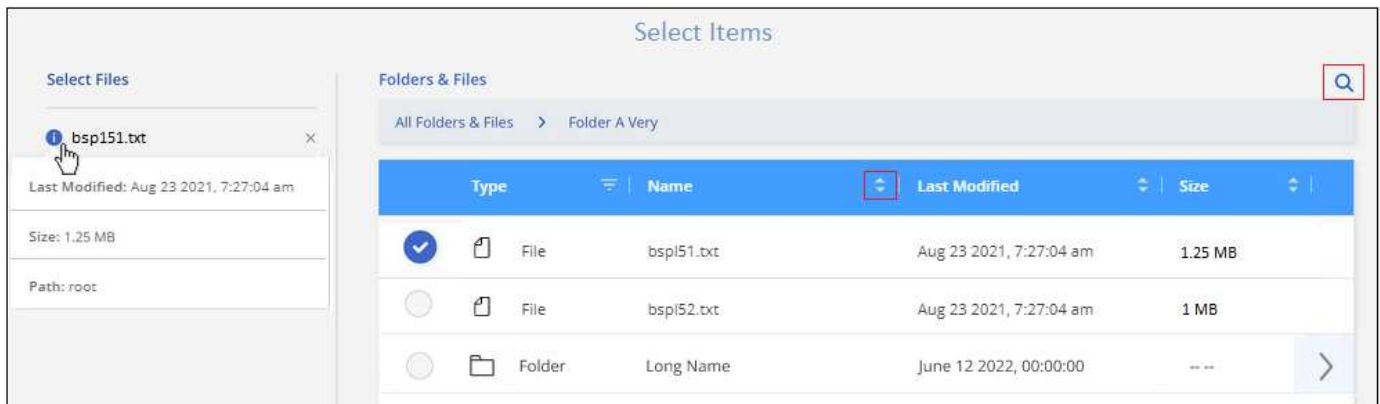 Select Items
Select Files
bsp151.txt
Last Modified: Aug 23 2021, 7:27:04 am
Size: 1.25 MB
Path: root
Folders & Files
All Folders & Files > Folder A Very
Type Name Last Modified Size
File bspl51.txt Aug 23 2021, 7:27:04 am 1.25 MB
File bspl52.txt Aug 23 2021, 7:27:04 am 1 MB
Folder Long Name June 12 2022, 00:00:00 -- --